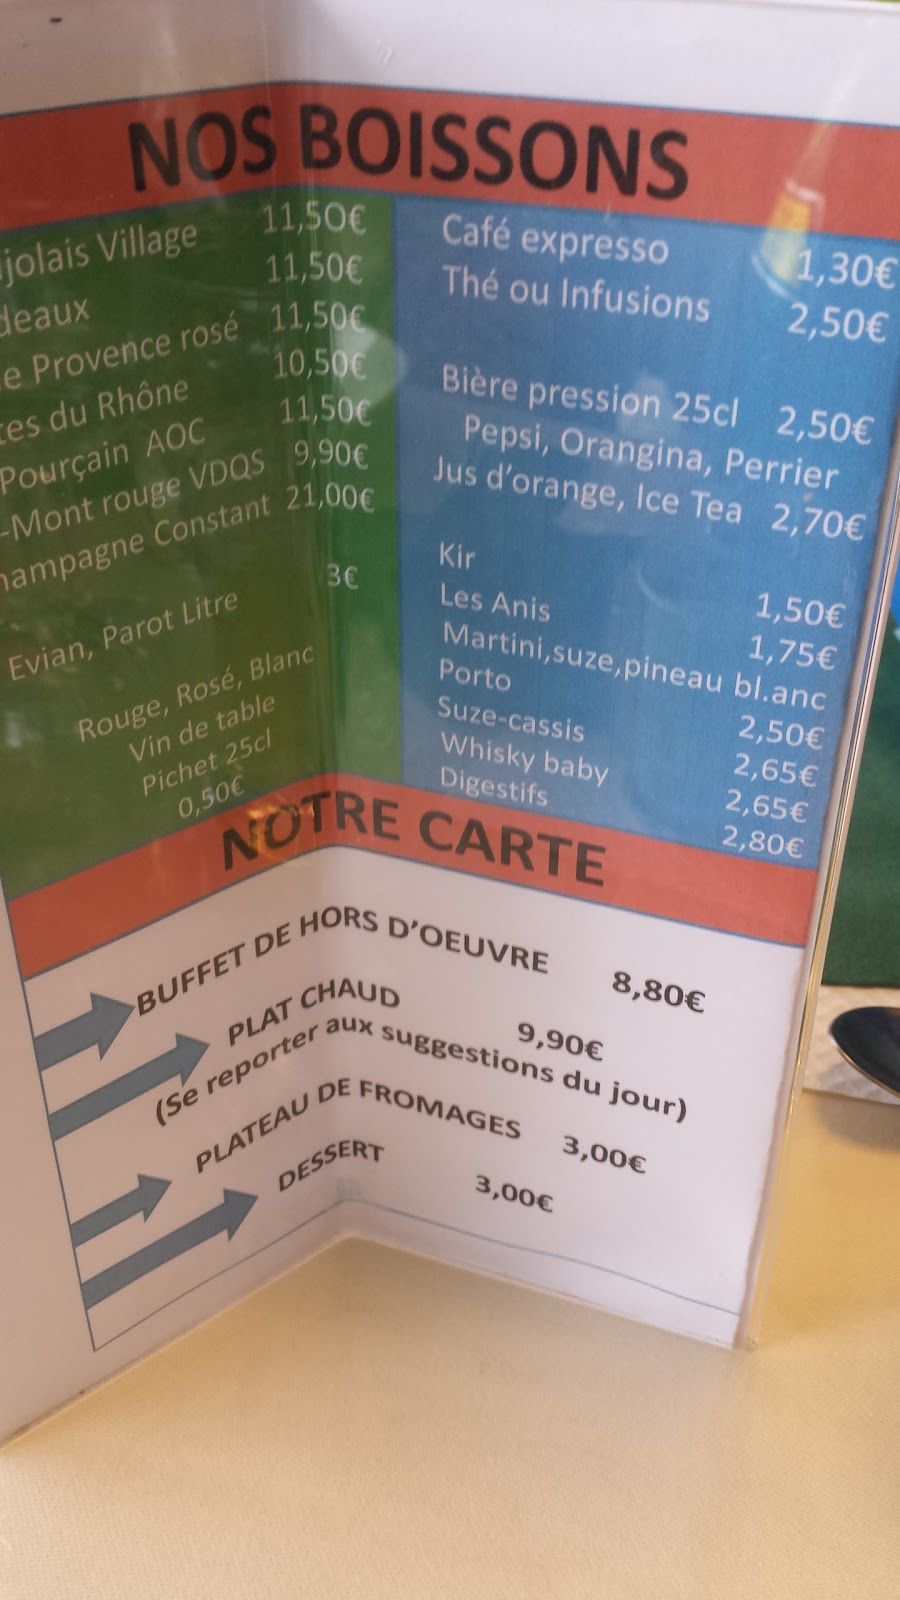 NOS BOISSONS
jolais Village 11,50€
deaux 11,50€
e Provence rosé 11,50€
tes du Rhône 10,50€
Pourçain AOC 11,50€
-Mont rouge VDQS 9,90€
hampagne Constant 21,00€
Evian, Parot Litre 3€
Rouge, Rosé, Blanc
Vin de table
Pichet 25cl
0,50€
Café expresso 1,30€
Thé ou Infusions 2,50€
Bière pression 25cl 2,50€
Pepsi, Orangina, Perrier
Jus d'orange, Ice Tea 2,70€
Kir 1,50€
Les Anis 1,75€
Martini,suze,pineau bl.anc
Porto 2,50€
Suze-cassis 2,65€
Whisky baby 2,65€
Digestifs 2,80€
NOTRE CARTE
BUFFET DE HORS D'OEUVRE 8,80€
PLAT CHAUD 9,90€
(Se reporter aux suggestions du jour)
PLATEAU DE FROMAGES 3,00€
DESSERT 3,00€